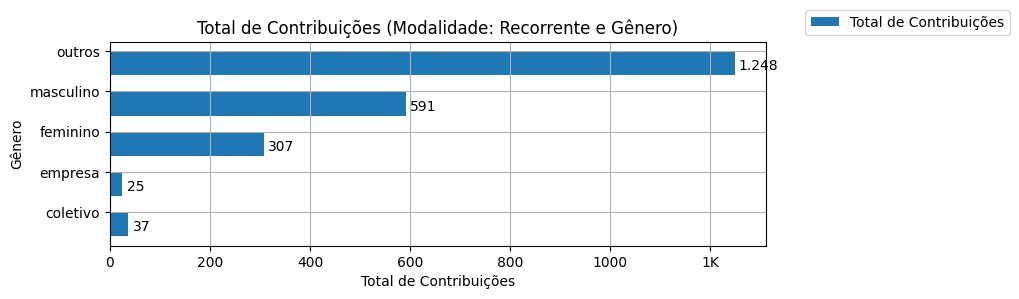 Total de Contribuições
Total de Contribuições (Modalidade: Recorrente e Gênero)
outros
1.248
masculino
591
feminino
307
empresa
25
coletivo
37
Gênero
0 200 400 600 800 1000 1K
Total de Contribuições